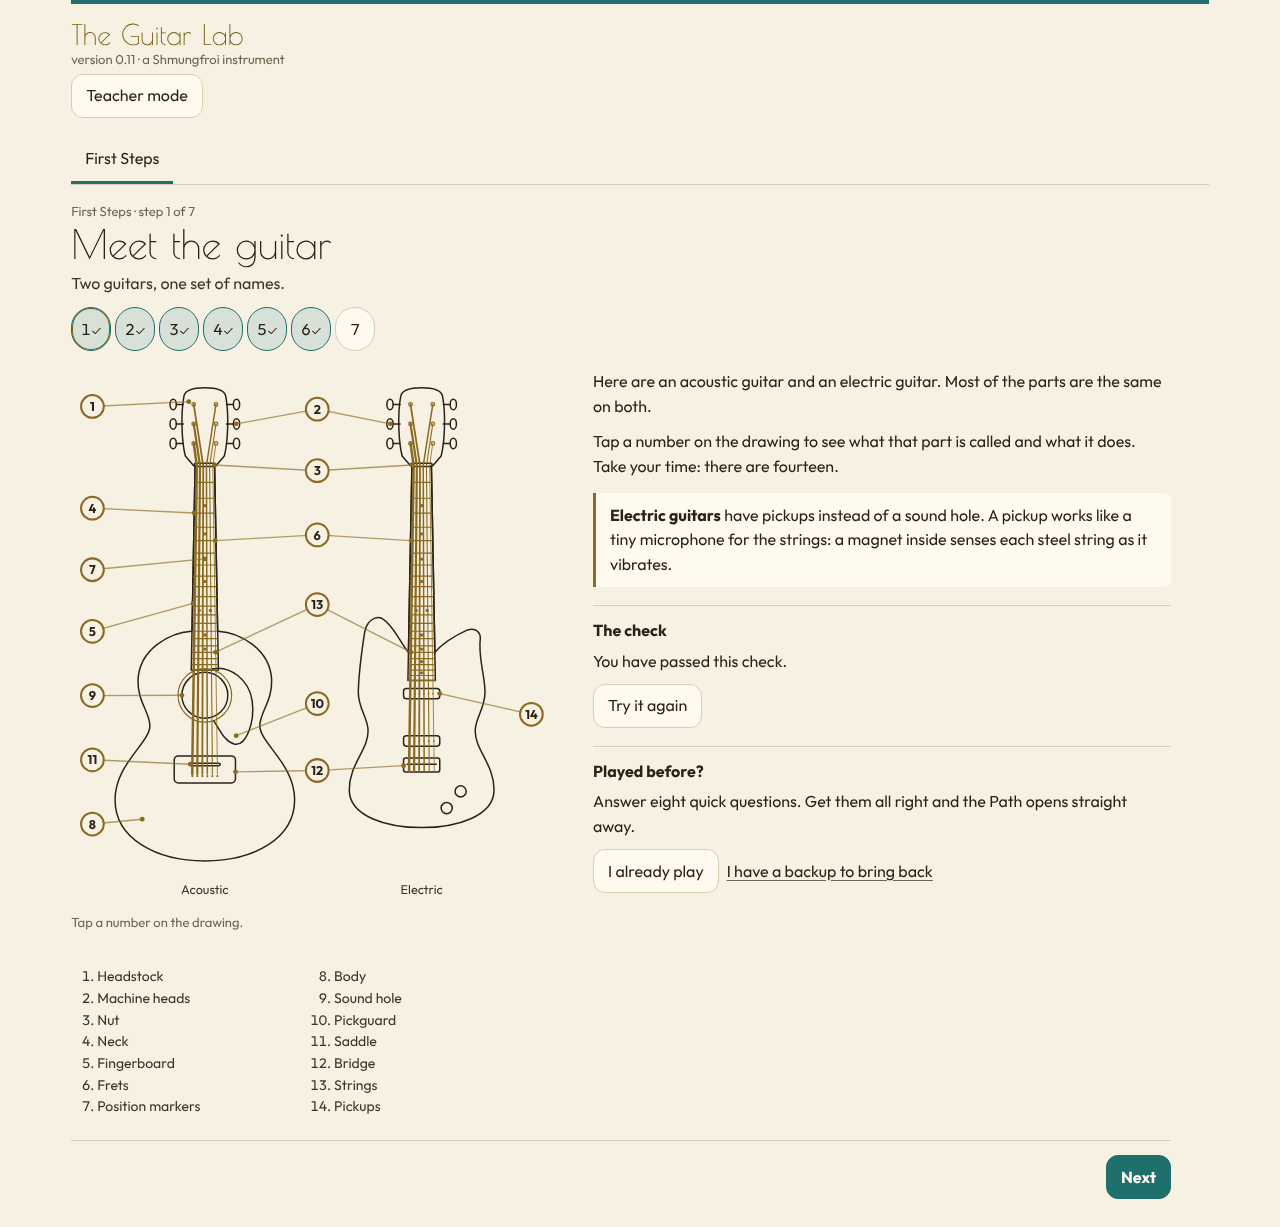 The Guitar Lab
version 0.11 · a Shmungfroi instrument
Teacher mode
First Steps
First Steps · step 1 of 7
Meet the guitar
Two guitars, one set of names.
1✓ 2✓ 3✓ 4✓ 5✓ 6✓ 7
1
2
3
4
6
7
13
5
9
10
14
11
12
8
Acoustic
Electric
Tap a number on the drawing.
1. Headstock
2. Machine heads
3. Nut
4. Neck
5. Fingerboard
6. Frets
7. Position markers
8. Body
9. Sound hole
10. Pickguard
11. Saddle
12. Bridge
13. Strings
14. Pickups
Here are an acoustic guitar and an electric guitar. Most of the parts are the same
on both.
Tap a number on the drawing to see what that part is called and what it does.
Take your time: there are fourteen.
Electric guitars have pickups instead of a sound hole. A pickup works like a
tiny microphone for the strings: a magnet inside senses each steel string as it
vibrates.
The check
You have passed this check.
Try it again
Played before?
Answer eight quick questions. Get them all right and the Path opens straight
away.
I already play
I have a backup to bring back
Next